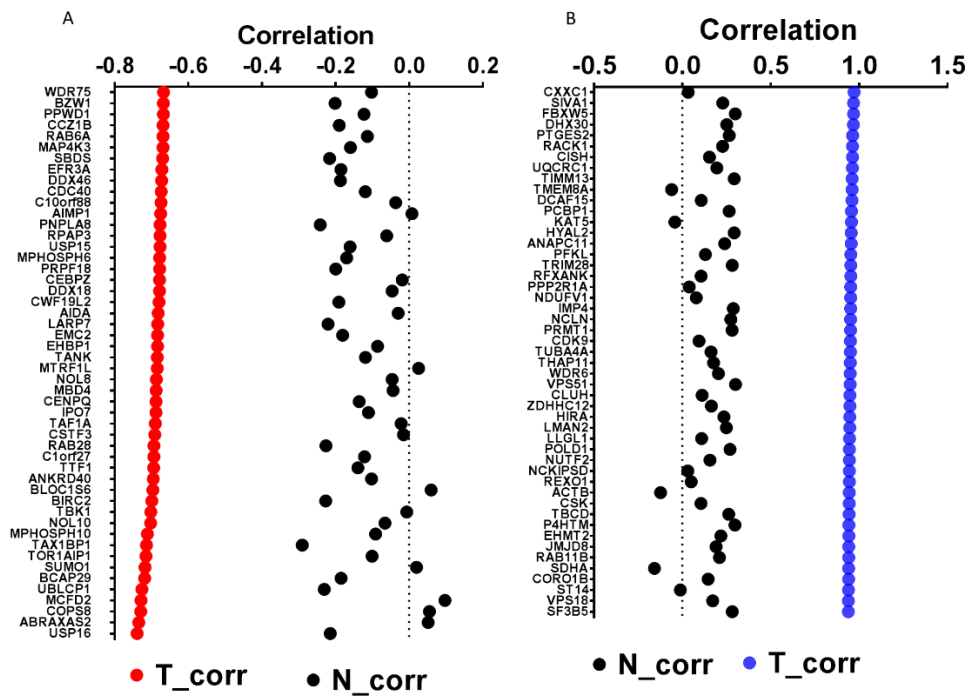 A
Correlation
-0.8 -0.6 -0.4 -0.2 0.0 0.2
WDR75
BZW1
PPWD1
CCZ1B
RAB6A
MAP4K3
SBDS
EFR3A
DDX46
CDC40
C10orf88
AIMP1
PNPLA8
RPAP3
USP15
MPHOSPH6
PRPF18
CEBPZ
DDX18
CWF19L2
AIDA
LARP7
EMC2
EHBP1
TANK
MTRF1L
NOL8
MBD4
CENPQ
IPO7
TAF1A
CSTF3
RAB28
C1orf27
TTF1
ANKRD40
BLOC1S6
BIRC2
TBK1
NOL10
MPHOSPH10
TAX1BP1
TOR1AIP1
SUMO1
BCAP29
UBLCP1
MCFD2
COPS8
ABRAXAS2
USP16
T_corr N_corr
B
Correlation
-0.5 0.0 0.5 1.0 1.5
CXXC1
SIVA1
FBXW5
DHX30
PTGES2
RACK1
CISH
UQCRC1
TIMM13
TMEM8A
DCAF15
PCBP1
KAT5
HYAL2
ANAPC11
PFKL
TRIM28
RFXANK
PPP2R1A
NDUFV1
IMP4
NCLN
PRMT1
CDK9
TUBA4A
THAP11
WDR6
VPS51
CLUH
ZDHHC12
HIRA
LMAN2
LLGL1
POLD1
NUTF2
NCKIPSD
REXO1
ACTB
CSK
TBCD
P4HTM
EHMT2
JMJD8
RAB11B
SDHA
CORO1B
ST14
VPS18
SF3B5
N_corr T_corr